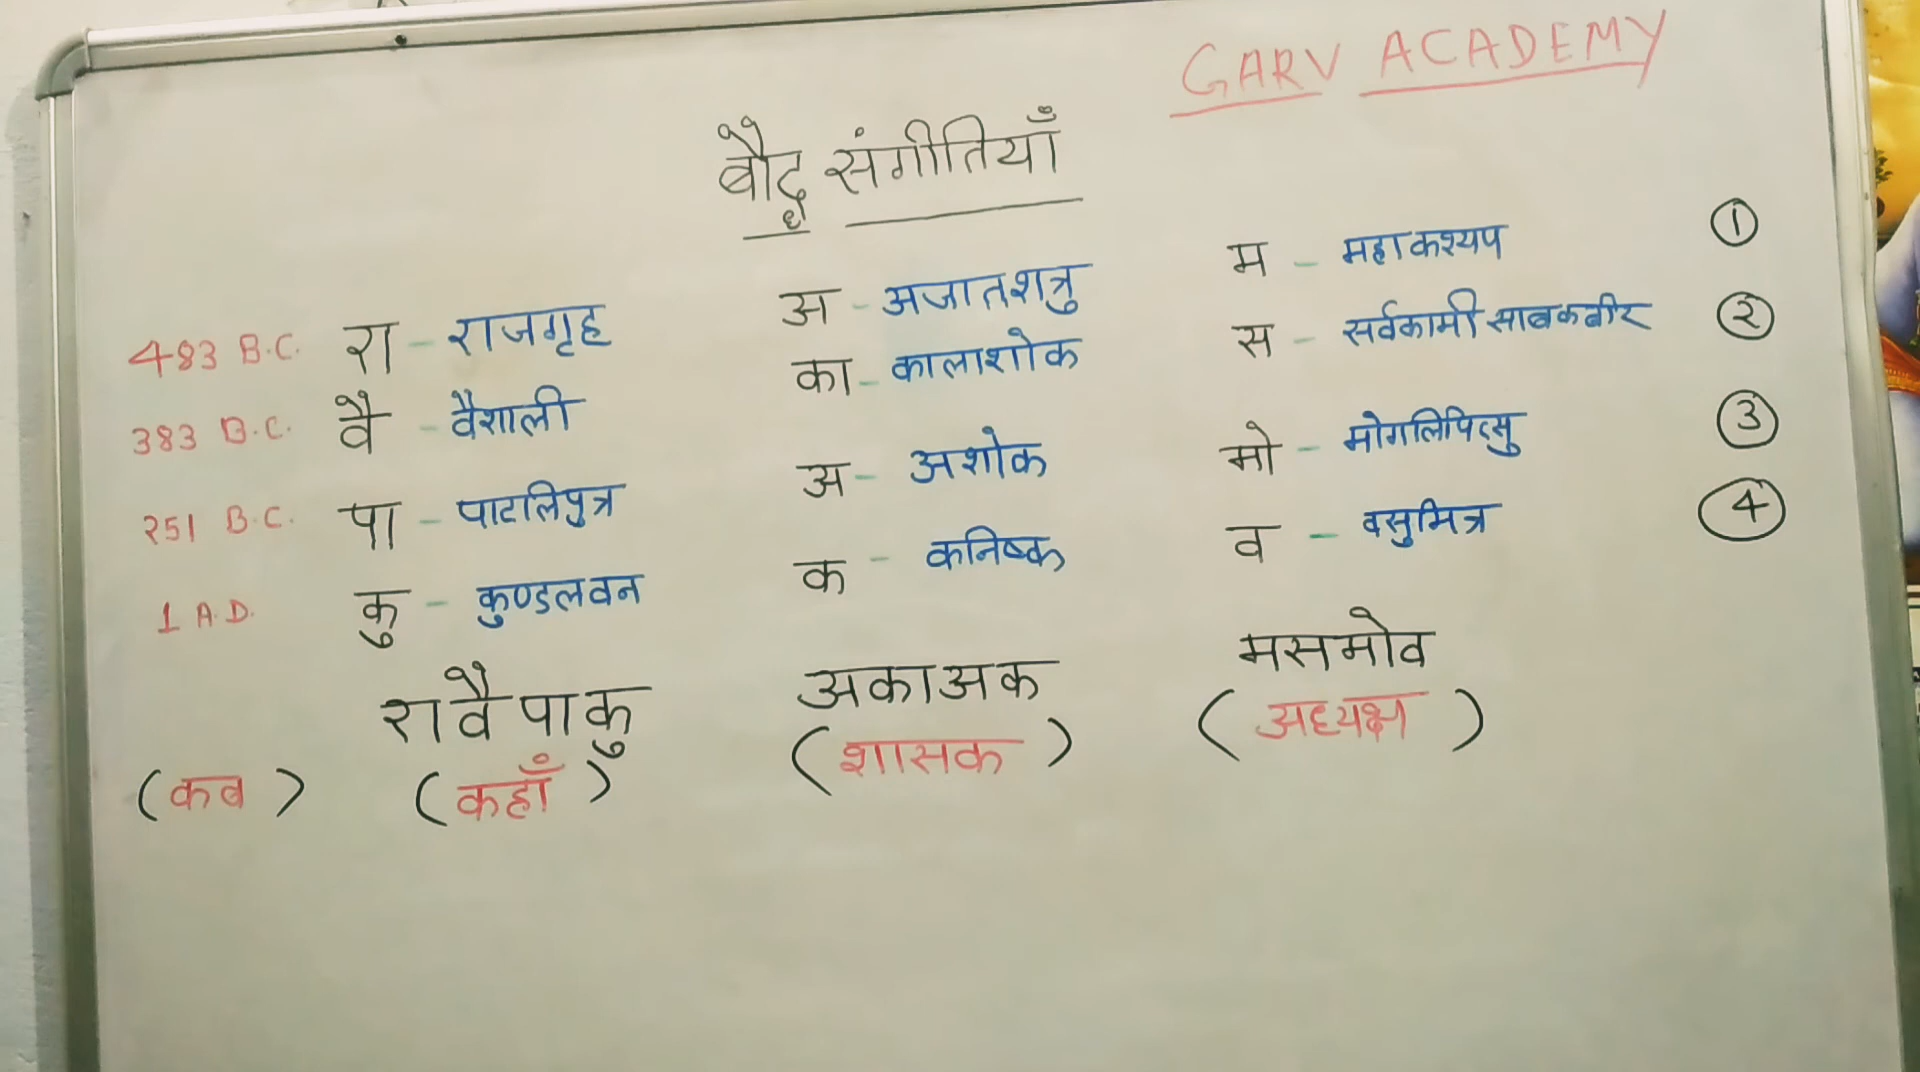 GARV ACADEMY
बौद्ध संगीतियाँ
483 B.C. रा - राजगृह अ - अजातशत्रु म - महाकश्यप ①
383 B.C. वै - वैशाली का - कालाशोक स - सर्वकामी साबकबीर ②
251 B.C. पा - पाटलिपुत्र अ - अशोक मो - मोगलिपित्सु ③
1 A.D. कु - कुण्डलवन क - कनिष्क व - वसुमित्र ④
रावैपाकु अकाअक मसमोव
(कब) (कहाँ) (शासक) (अध्यक्ष)